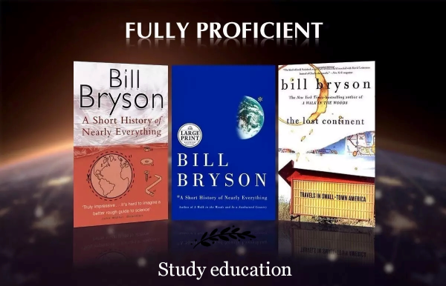 FULLY PROFICIENT
Bill
Bryson
A Short History of
Nearly Everything
LARGE
PRINT
BILL
BRYSON
A Short History of Nearly Everything
bill bryson
the lost continent
TRAVELS IN SMALL-TOWN AMERICA
Study education